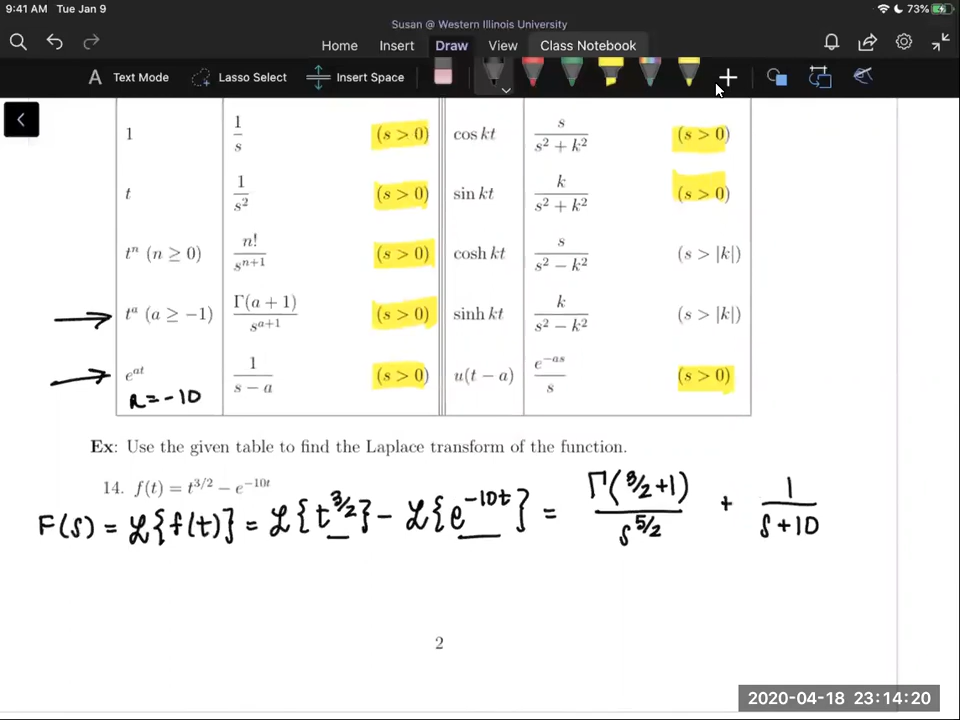 9:41 AM Tue Jan 9
73%
Susan @ Western Illinois University
Home Insert Draw View Class Notebook
Text Mode Lasso Select Insert Space
1 1/s (s > 0) cos kt s/(s² + k²) (s > 0)
t 1/s² (s > 0) sin kt k/(s² + k²) (s > 0)
tⁿ (n ≥ 0) n!/sⁿ⁺¹ (s > 0) cosh kt s/(s² − k²) (s > |k|)
tᵃ (a ≥ −1) Γ(a + 1)/sᵃ⁺¹ (s > 0) sinh kt k/(s² − k²) (s > |k|)
eᵃᵗ 1/(s − a) (s > 0) u(t − a) e⁻ᵃˢ/s (s > 0)
a = −10
Ex: Use the given table to find the Laplace transform of the function.
14. f(t) = t^{3/2} − e^{−10t}
F(s) = ℒ{f(t)} = ℒ{t^{3/2}} − ℒ{e^{−10t}} = Γ(3/2+1)/s^{5/2} + 1/(s+10)
2
2020-04-18 23:14:20